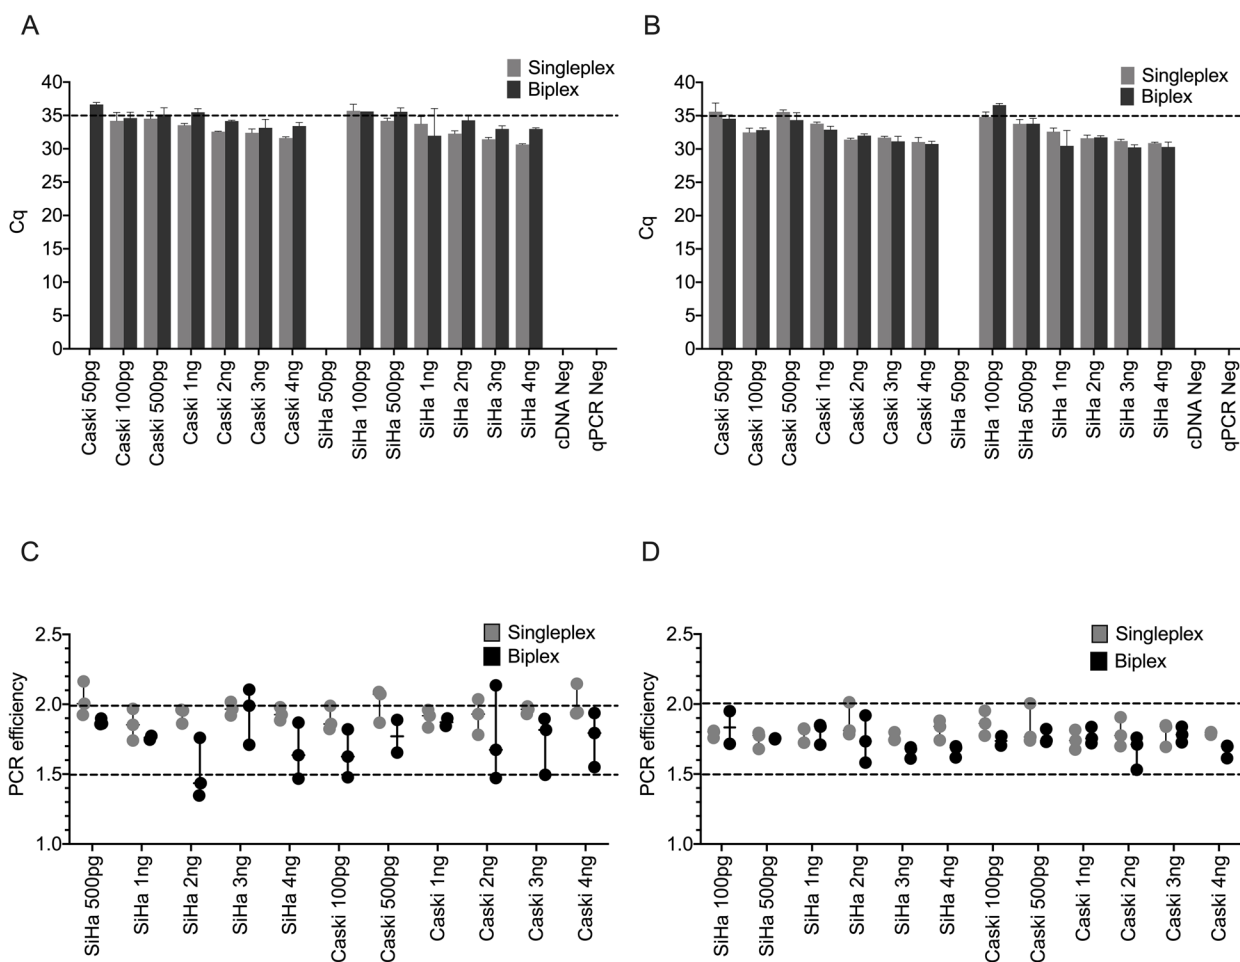 A
Singleplex
Biplex
40
35
30
25
20
15
10
5
0
Cq
Caski 50pg
Caski 100pg
Caski 500pg
Caski 1ng
Caski 2ng
Caski 3ng
Caski 4ng
SiHa 50pg
SiHa 100pg
SiHa 500pg
SiHa 1ng
SiHa 2ng
SiHa 3ng
SiHa 4ng
cDNA Neg
qPCR Neg
B
Singleplex
Biplex
40
35
30
25
20
15
10
5
0
Cq
Caski 50pg
Caski 100pg
Caski 500pg
Caski 1ng
Caski 2ng
Caski 3ng
Caski 4ng
SiHa 50pg
SiHa 100pg
SiHa 500pg
SiHa 1ng
SiHa 2ng
SiHa 3ng
SiHa 4ng
cDNA Neg
qPCR Neg
C
Singleplex
Biplex
2.5
2.0
1.5
1.0
PCR efficiency
SiHa 500pg
SiHa 1ng
SiHa 2ng
SiHa 3ng
SiHa 4ng
Caski 100pg
Caski 500pg
Caski 1ng
Caski 2ng
Caski 3ng
Caski 4ng
D
Singleplex
Biplex
2.5
2.0
1.5
1.0
PCR efficiency
SiHa 100pg
SiHa 500pg
SiHa 1ng
SiHa 2ng
SiHa 3ng
SiHa 4ng
Caski 100pg
Caski 500pg
Caski 1ng
Caski 2ng
Caski 3ng
Caski 4ng